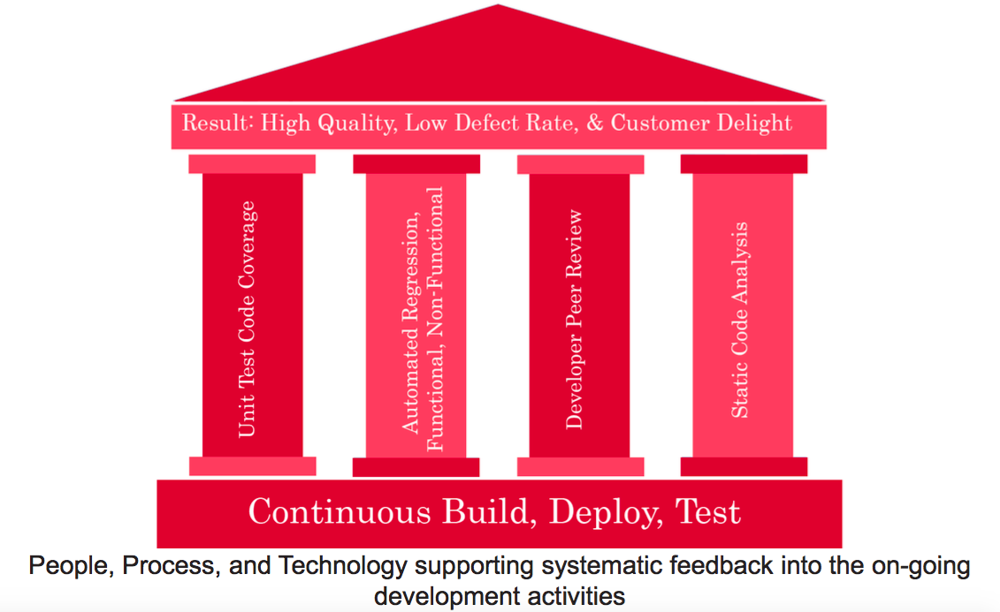 Result: High Quality, Low Defect Rate, & Customer Delight
Unit Test Code Coverage
Automated Regression,
Functional, Non-Functional
Developer Peer Review
Static Code Analysis
Continuous Build, Deploy, Test
People, Process, and Technology supporting systematic feedback into the on-going
development activities